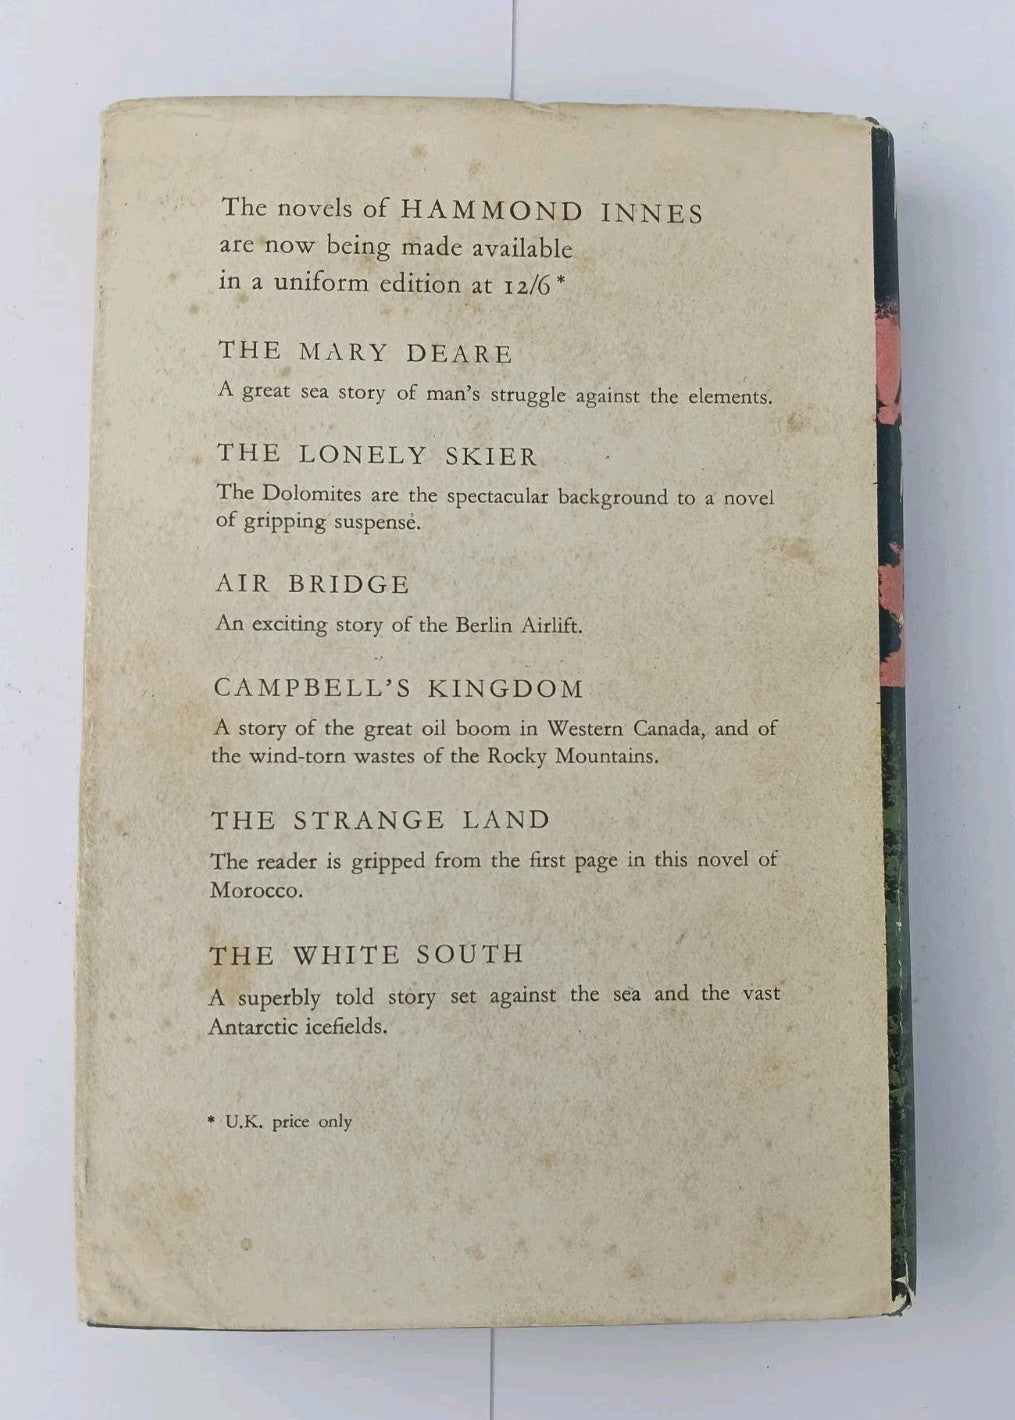 The novels of HAMMOND INNES
are now being made available
in a uniform edition at 12/6*
THE MARY DEARE
A great sea story of man's struggle against the elements.
THE LONELY SKIER
The Dolomites are the spectacular background to a novel
of gripping suspense.
AIR BRIDGE
An exciting story of the Berlin Airlift.
CAMPBELL'S KINGDOM
A story of the great oil boom in Western Canada, and of
the wind-torn wastes of the Rocky Mountains.
THE STRANGE LAND
The reader is gripped from the first page in this novel of
Morocco.
THE WHITE SOUTH
A superbly told story set against the sea and the vast
Antarctic icefields.
* U.K. price only